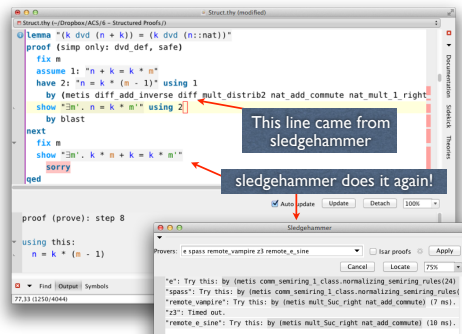 Struct.thy (modified)
Struct.thy (~/Dropbox/ACS/6 – Structured Proofs/)
lemma "(k dvd (n + k)) = (k dvd (n::nat))"
proof (simp only: dvd_def, safe)
fix m
assume 1: "n + k = k * m"
have 2: "n = k * (m - 1)" using 1
by (metis diff_add_inverse diff_mult_distrib2 nat_add_commute nat_mult_1_right
show "∃m'. n = k * m'" using 2
by blast
next
fix m
show "∃m'. k * m + k = k * m'"
sorry
qed
Documentation
Sidekick
Theories
This line came from
sledgehammer
sledgehammer does it again!
Auto update Update Detach 100%
proof (prove): step 8
using this:
n = k * (m - 1)
Find Output Symbols
77,33 (1250/4044)
Sledgehammer
Provers: e spass remote_vampire z3 remote_e_sine Isar proofs Apply
Cancel Locate 75%
"e": Try this: by (metis comm_semiring_1_class.normalizing_semiring_rules(24)
"spass": Try this: by (metis comm_semiring_1_class.normalizing_semiring_rules(
"remote_vampire": Try this: by (metis mult_Suc_right nat_add_commute) (7 ms).
"z3": Timed out.
"remote_e_sine": Try this: by (metis mult_Suc_right nat_add_commute) (10 ms).